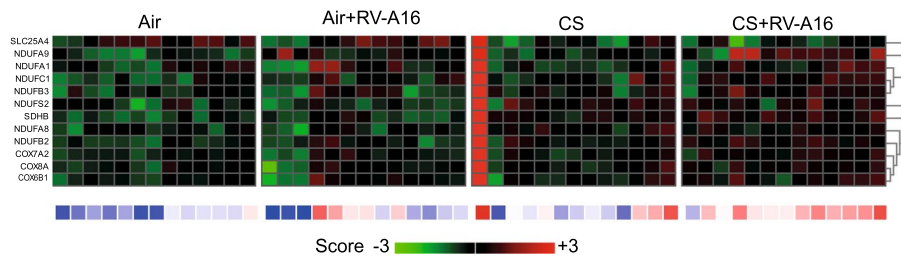 Air Air+RV-A16 CS CS+RV-A16
SLC25A4
NDUFA9
NDUFA1
NDUFC1
NDUFB3
NDUFS2
SDHB
NDUFA8
NDUFB2
COX7A2
COX8A
COX6B1
Score -3 +3